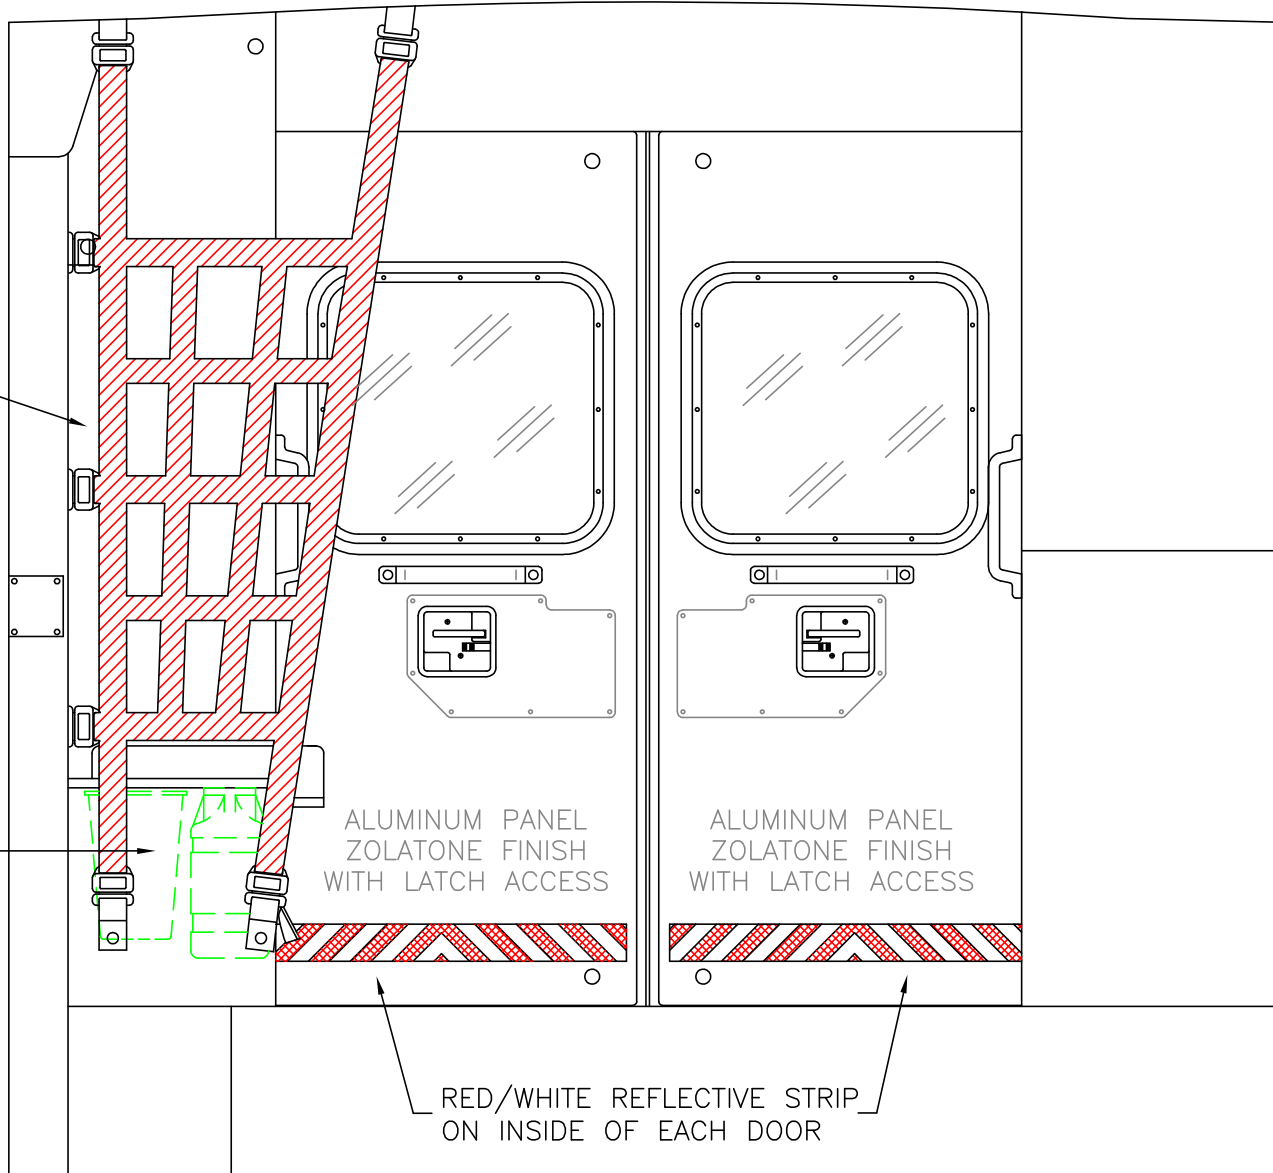 ALUMINUM PANEL
ZOLATONE FINISH
WITH LATCH ACCESS
ALUMINUM PANEL
ZOLATONE FINISH
WITH LATCH ACCESS
RED/WHITE REFLECTIVE STRIP
ON INSIDE OF EACH DOOR